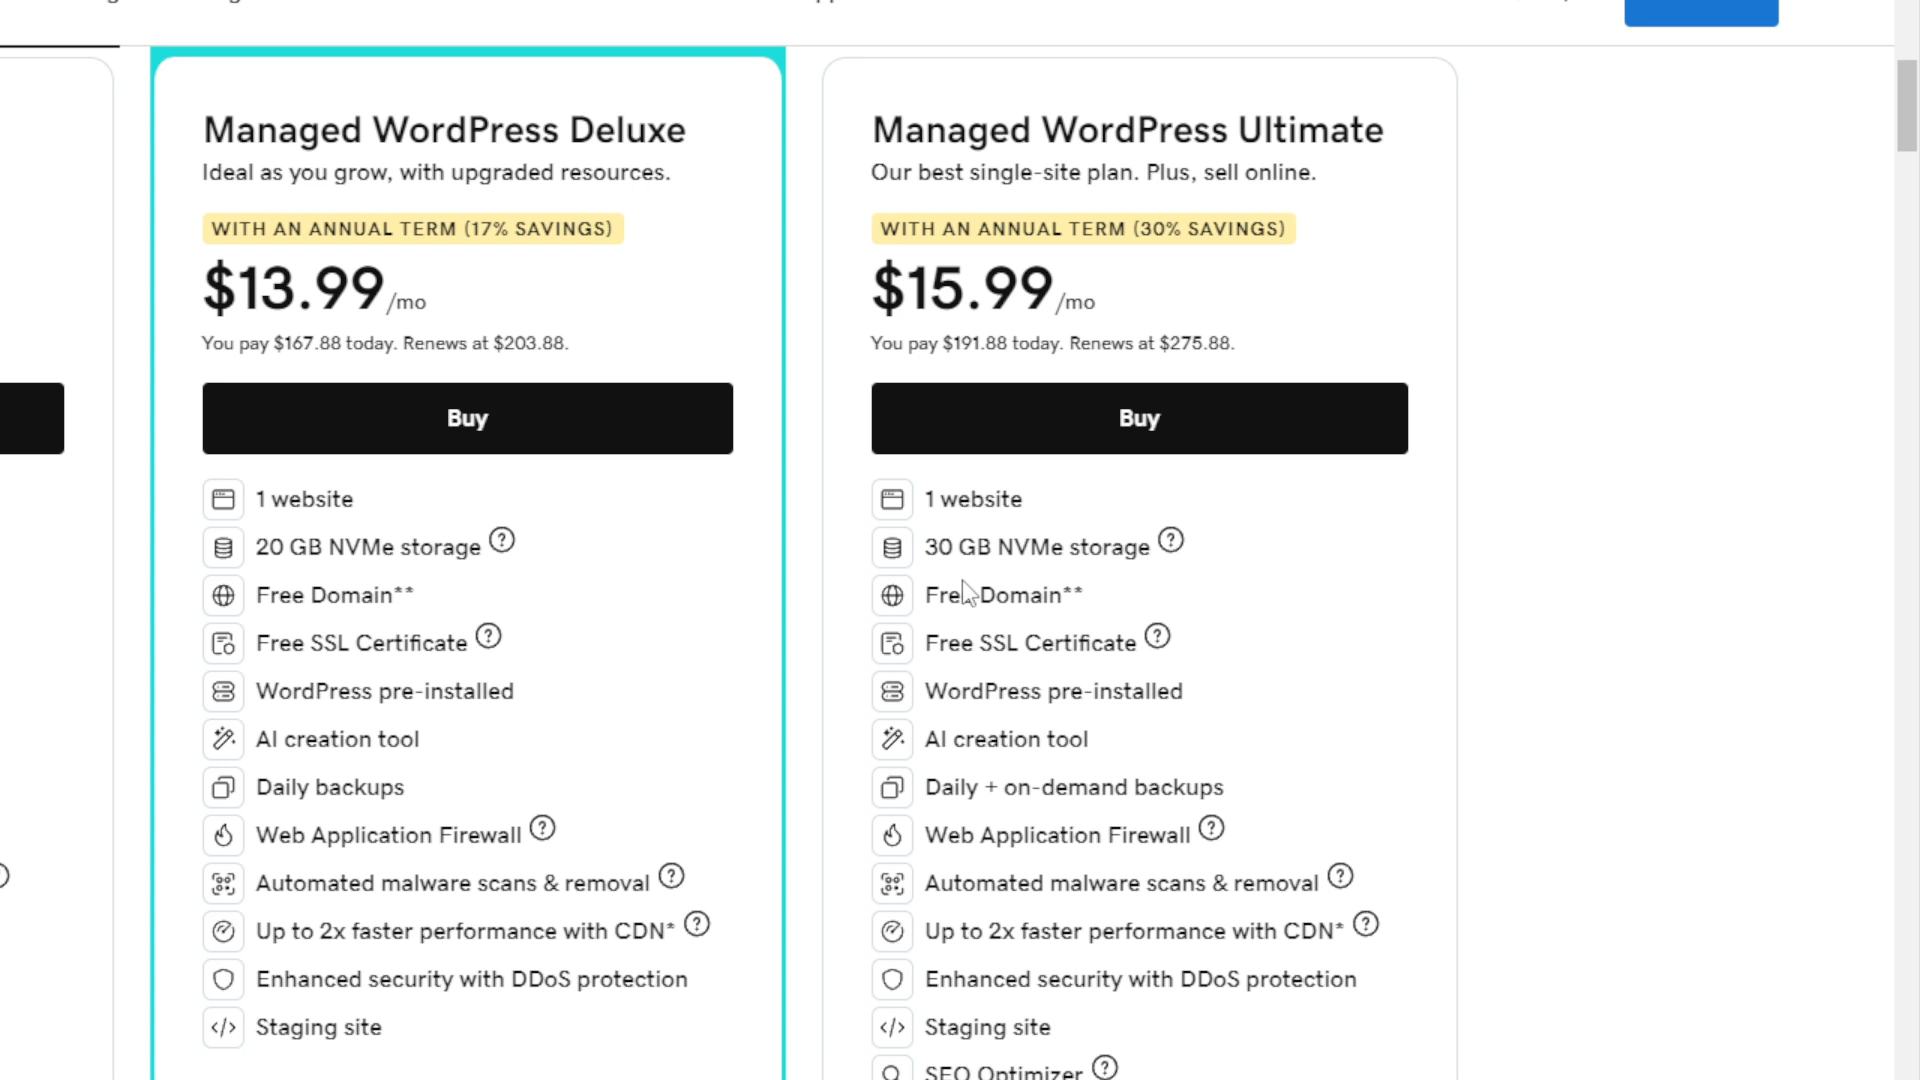 Managed WordPress Deluxe
Ideal as you grow, with upgraded resources.
WITH AN ANNUAL TERM (17% SAVINGS)
$13.99/mo
You pay $167.88 today. Renews at $203.88.
Buy
1 website
20 GB NVMe storage ?
Free Domain**
Free SSL Certificate ?
WordPress pre-installed
AI creation tool
Daily backups
Web Application Firewall ?
Automated malware scans & removal ?
Up to 2x faster performance with CDN* ?
Enhanced security with DDoS protection
Staging site
Managed WordPress Ultimate
Our best single-site plan. Plus, sell online.
WITH AN ANNUAL TERM (30% SAVINGS)
$15.99/mo
You pay $191.88 today. Renews at $275.88.
Buy
1 website
30 GB NVMe storage ?
Free Domain**
Free SSL Certificate ?
WordPress pre-installed
AI creation tool
Daily + on-demand backups
Web Application Firewall ?
Automated malware scans & removal ?
Up to 2x faster performance with CDN* ?
Enhanced security with DDoS protection
Staging site
SEO Optimizer ?